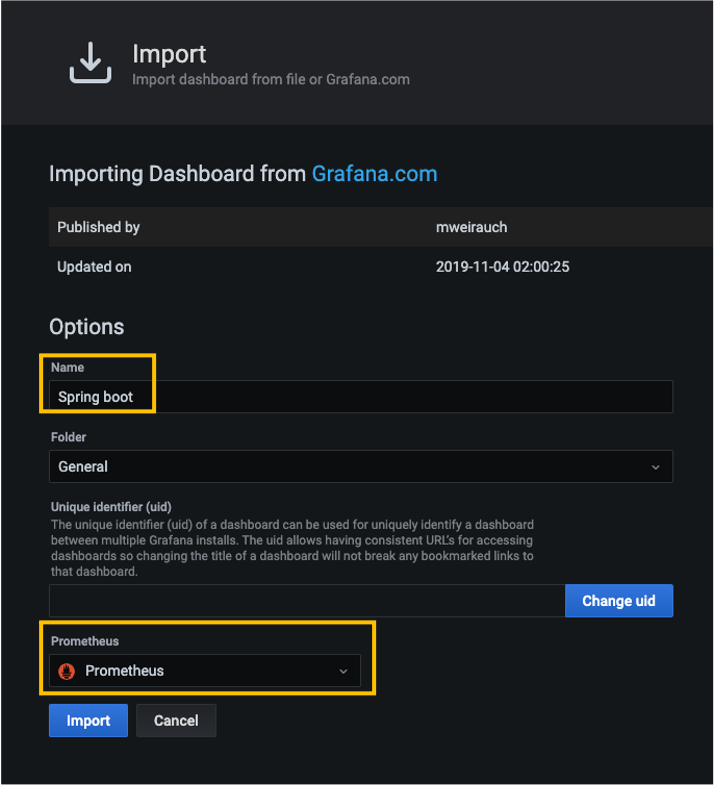 Import
Import dashboard from file or Grafana.com
Importing Dashboard from Grafana.com
Published by mweirauch
Updated on 2019-11-04 02:00:25
Options
Name
Spring boot
Folder
General
Unique identifier (uid)
The unique identifier (uid) of a dashboard can be used for uniquely identify a dashboard
between multiple Grafana installs. The uid allows having consistent URL's for accessing
dashboards so changing the title of a dashboard will not break any bookmarked links to
that dashboard.
Change uid
Prometheus
Prometheus
Import Cancel